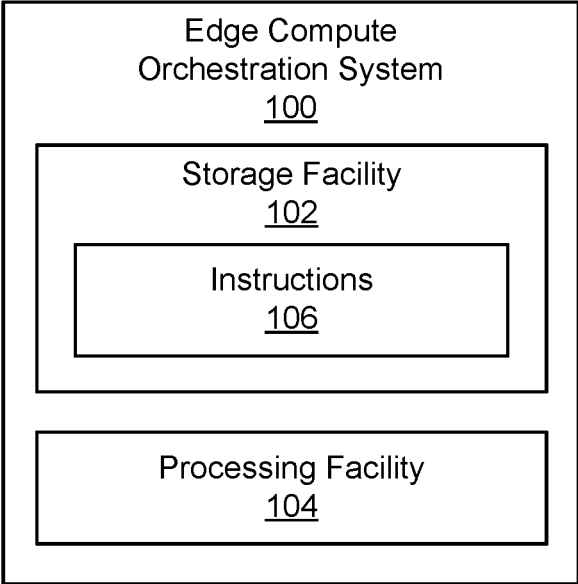 Edge Compute
Orchestration System
100
Storage Facility
102
Instructions
106
Processing Facility
104